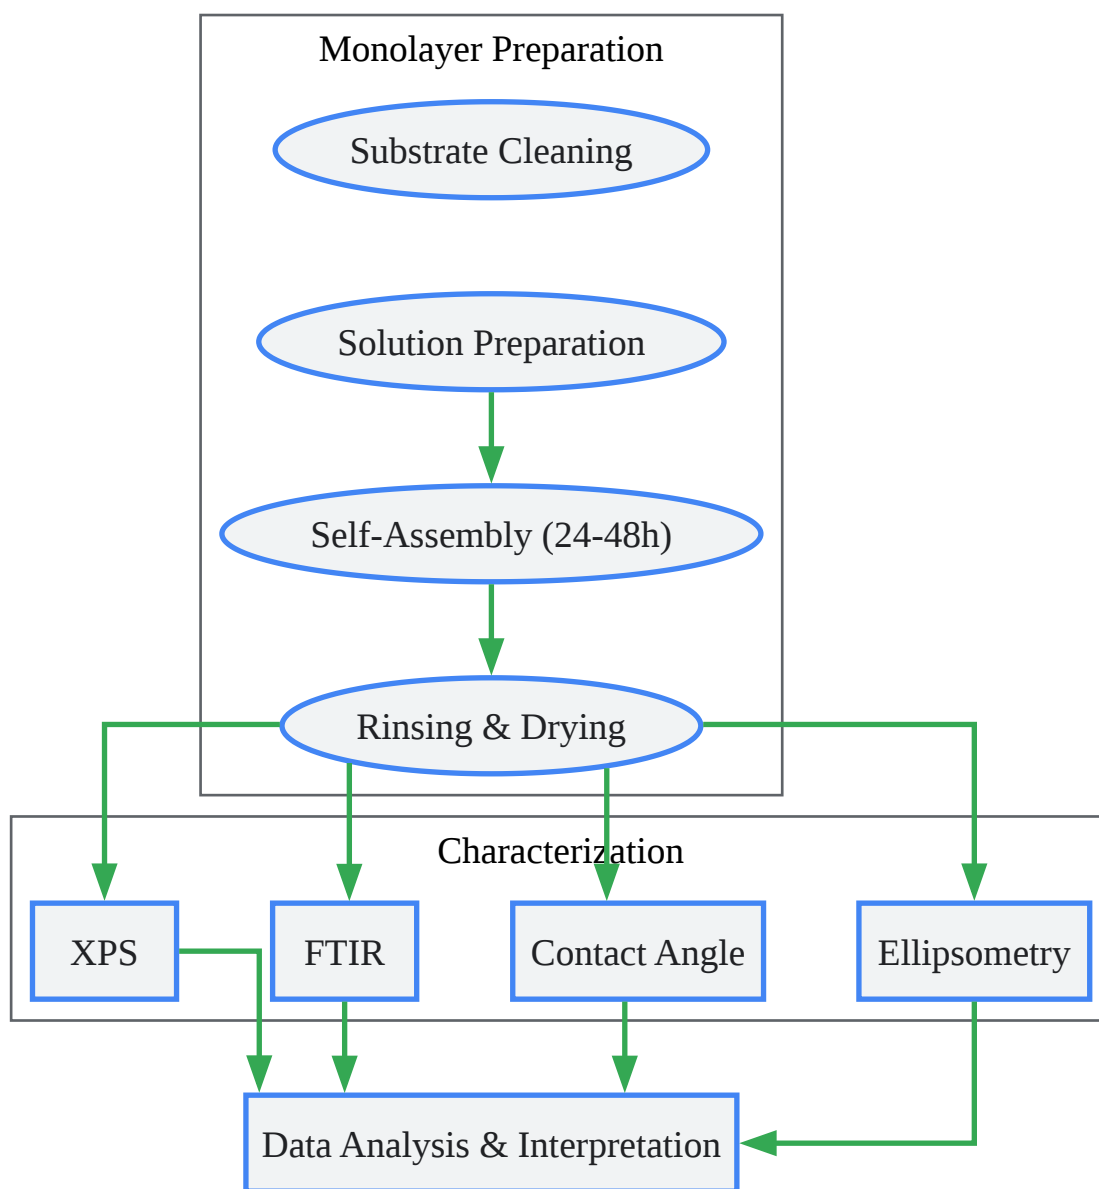 Monolayer Preparation
Substrate Cleaning
Solution Preparation
Self-Assembly (24-48h)
Rinsing & Drying
Characterization
XPS
FTIR
Contact Angle
Ellipsometry
Data Analysis & Interpretation